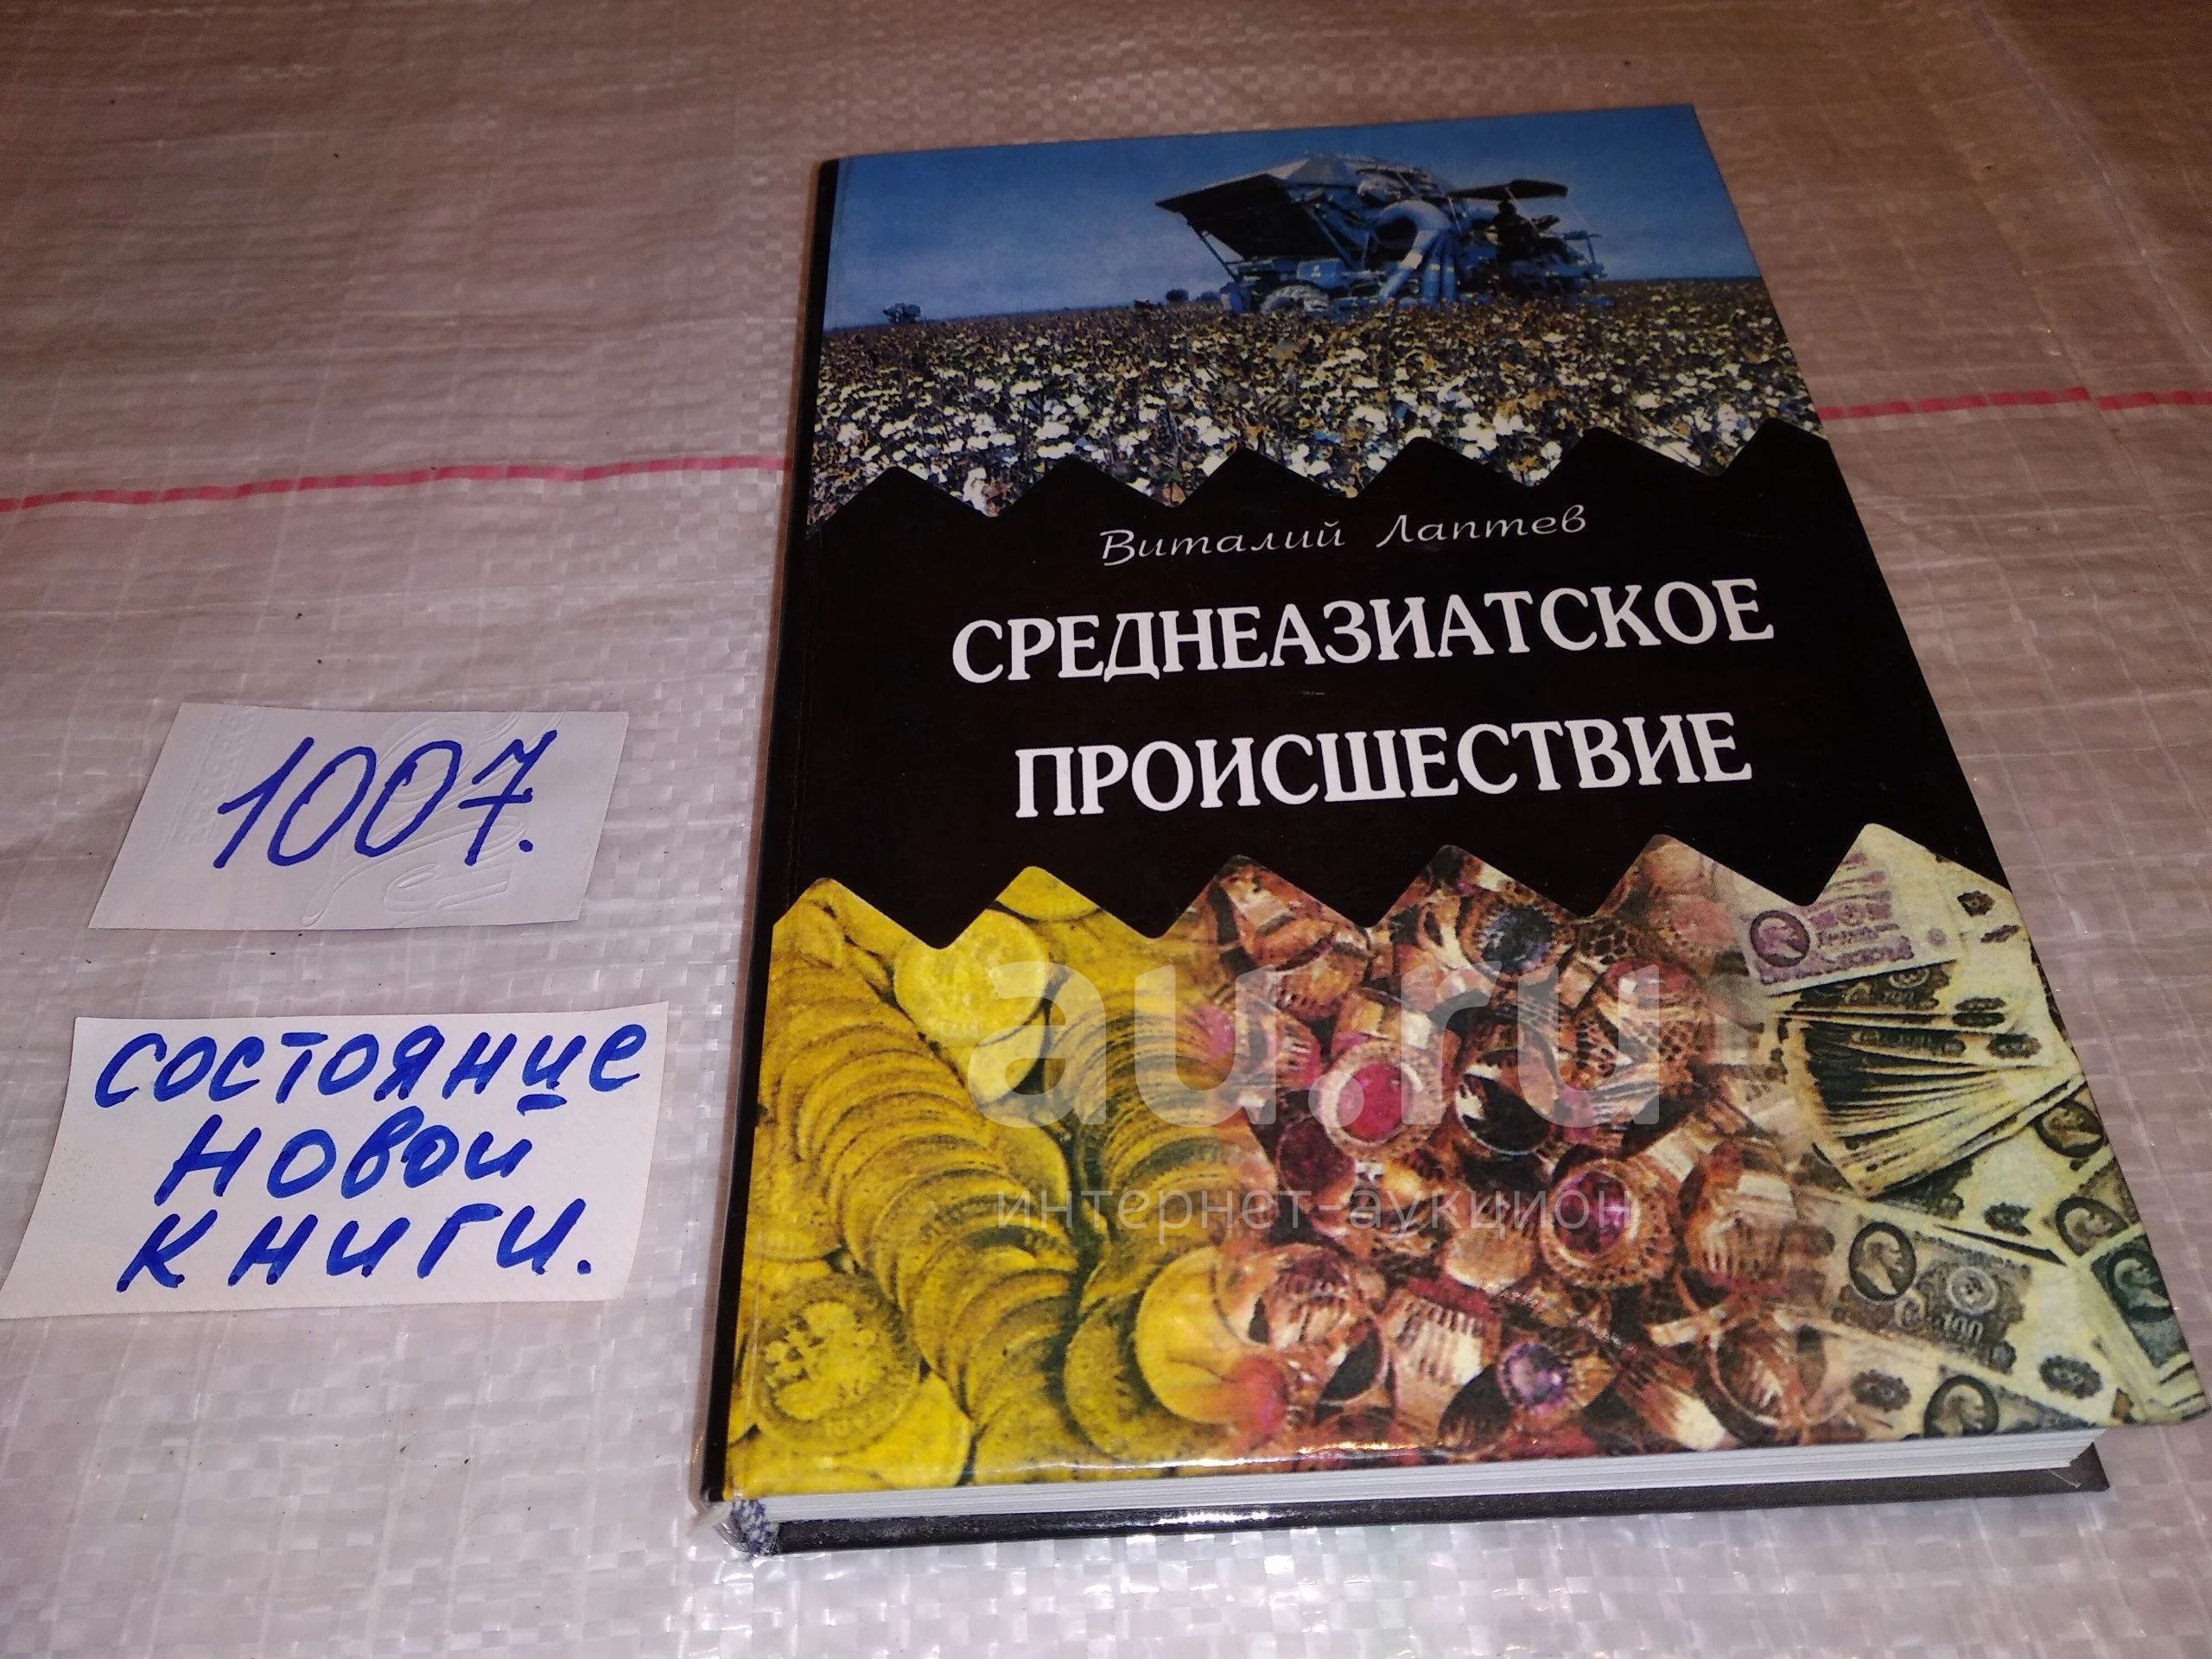 Виталий Лаптев
СРЕДНЕАЗИАТСКОЕ
ПРОИСШЕСТВИЕ
1007.
состояние
новой
книги.
au.ru
интернет-аукцион